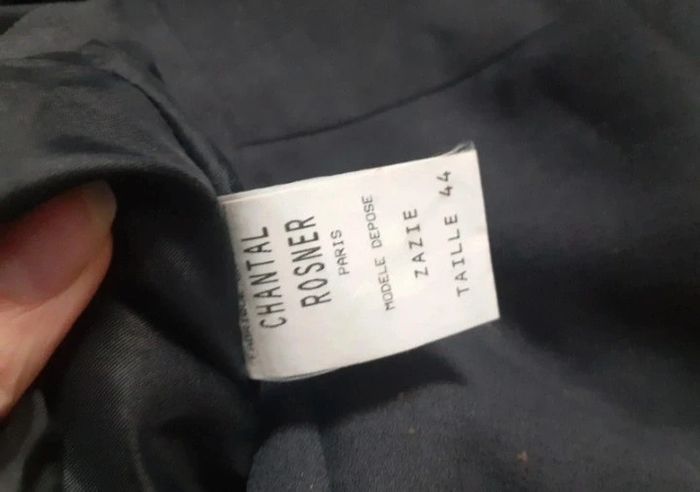 CHANTAL
ROSNER
PARIS
MODELE DEPOSE
ZAZIE
TAILLE 44